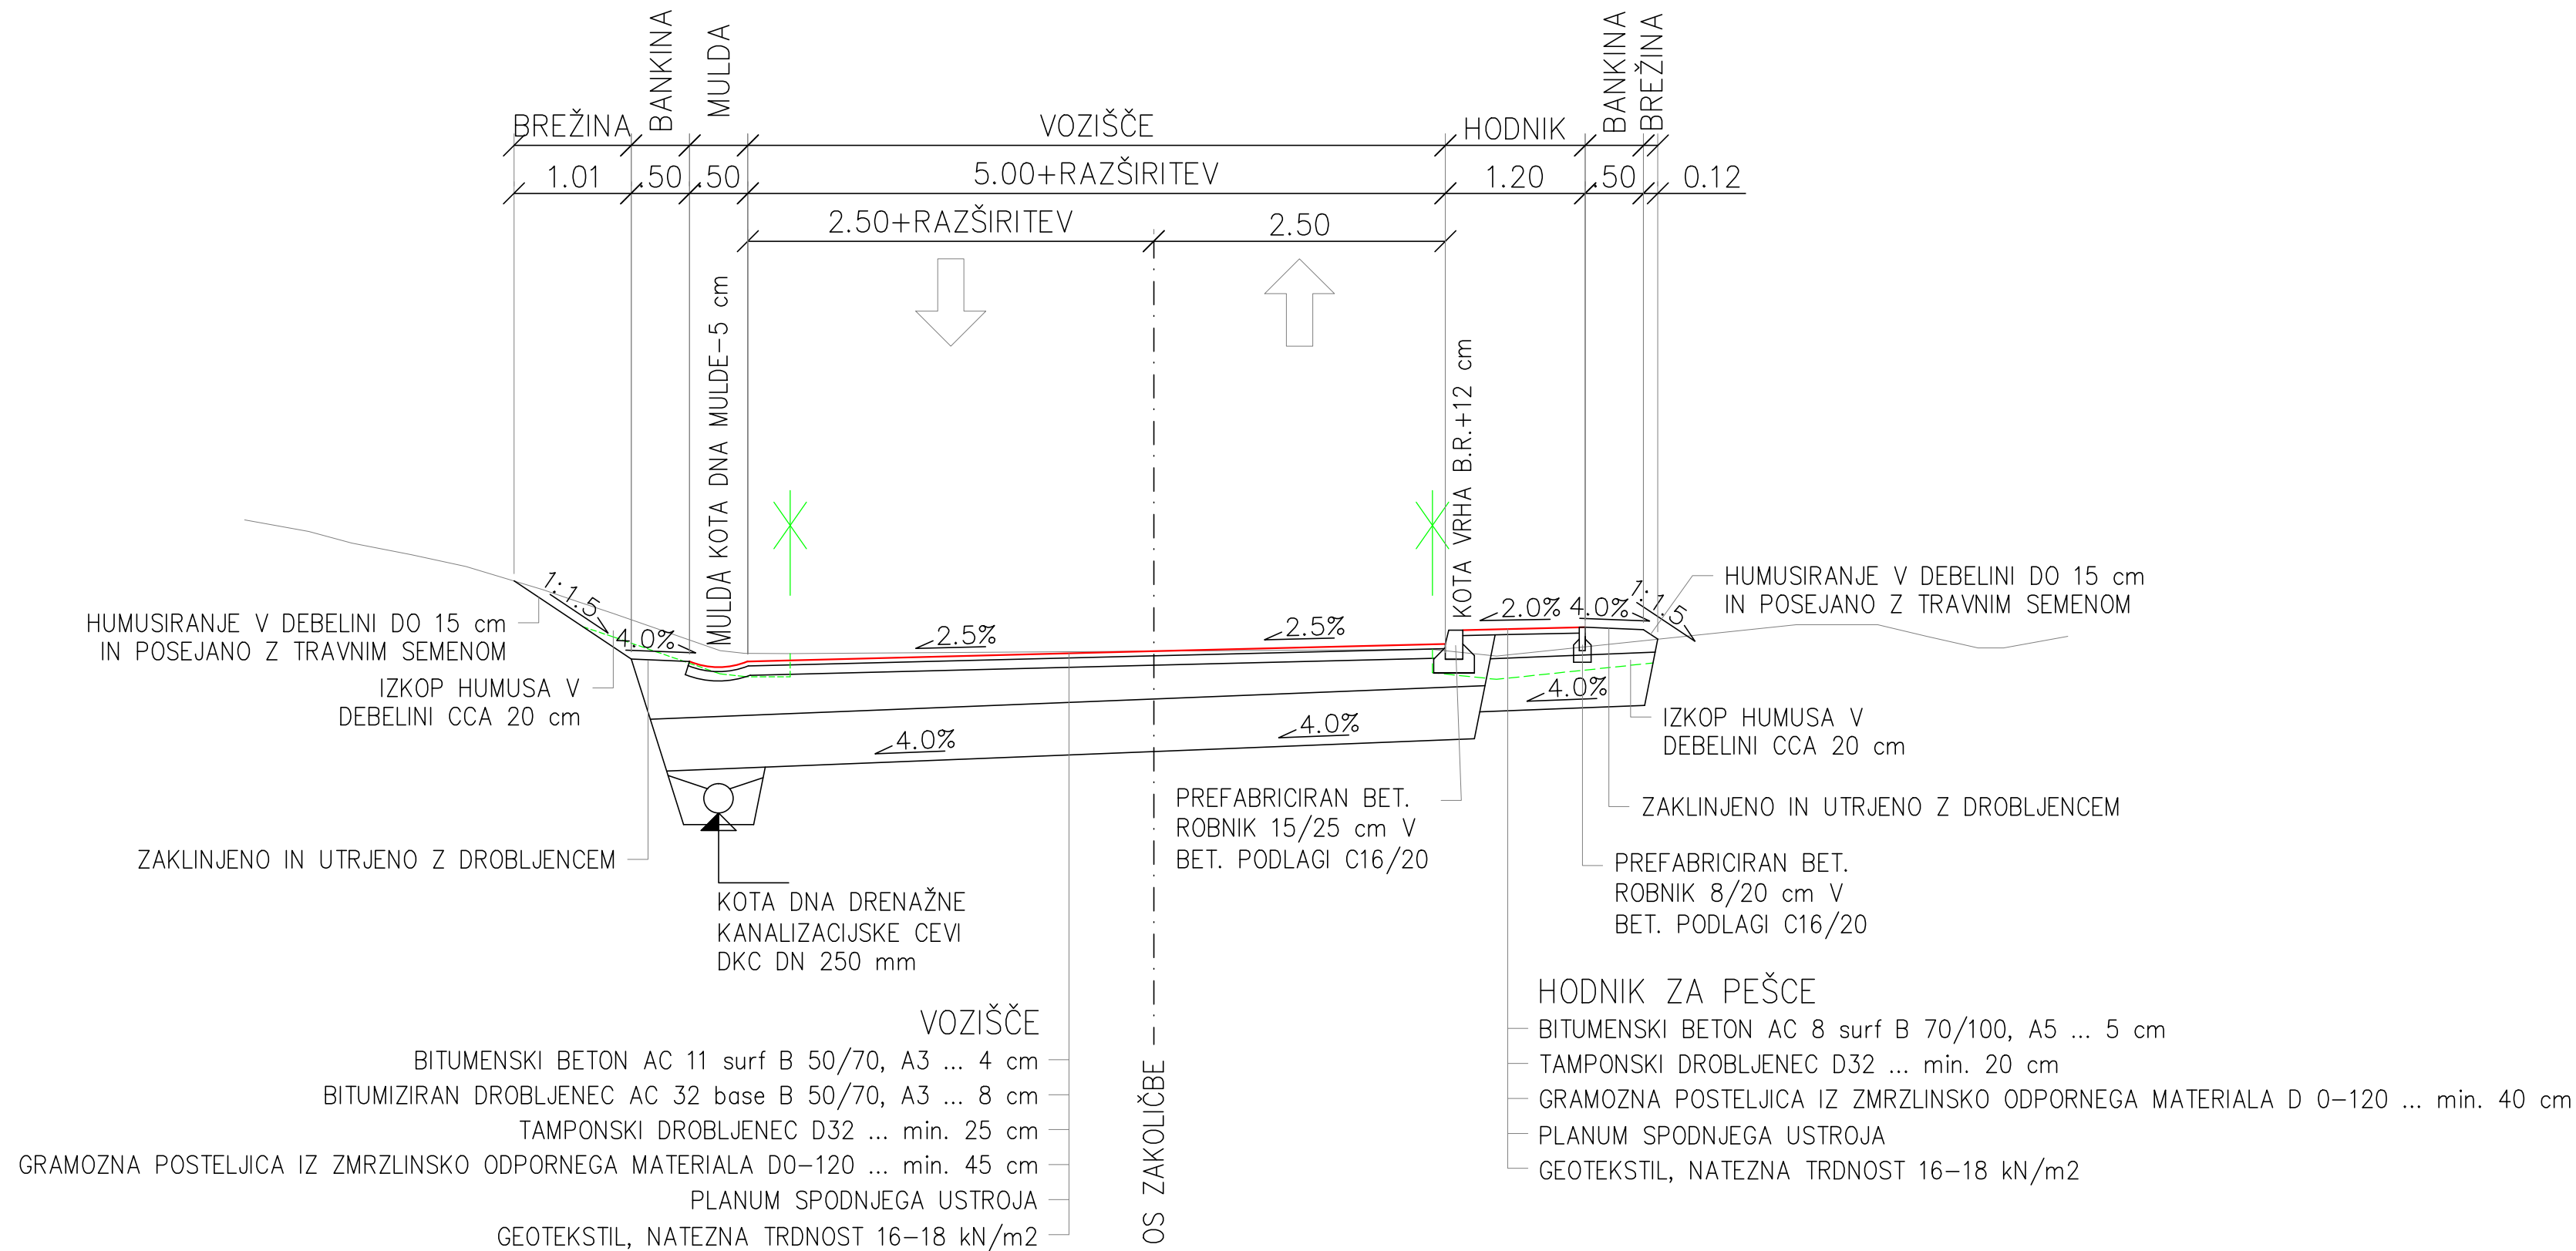 BREŽINA
BANKINA
MULDA
VOZIŠČE
HODNIK
BANKINA
BREŽINA
1.01
.50
.50
5.00+RAZŠIRITEV
1.20
.50
0.12
2.50+RAZŠIRITEV
2.50
MULDA KOTA DNA MULDE-5 cm
KOTA VRHA B.R.+12 cm
1:1.5
4.0%
2.5%
2.5%
2.0%
4.0%
1:1.5
HUMUSIRANJE V DEBELINI DO 15 cm
IN POSEJANO Z TRAVNIM SEMENOM
IZKOP HUMUSA V
DEBELINI CCA 20 cm
HUMUSIRANJE V DEBELINI DO 15 cm
IN POSEJANO Z TRAVNIM SEMENOM
4.0%
4.0%
4.0%
IZKOP HUMUSA V
DEBELINI CCA 20 cm
ZAKLINJENO IN UTRJENO Z DROBLJENCEM
PREFABRICIRAN BET.
ROBNIK 15/25 cm V
BET. PODLAGI C16/20
ZAKLINJENO IN UTRJENO Z DROBLJENCEM
PREFABRICIRAN BET.
ROBNIK 8/20 cm V
BET. PODLAGI C16/20
KOTA DNA DRENAŽNE
KANALIZACIJSKE CEVI
DKC DN 250 mm
VOZIŠČE
BITUMENSKI BETON AC 11 surf B 50/70, A3 ... 4 cm
BITUMIZIRAN DROBLJENEC AC 32 base B 50/70, A3 ... 8 cm
TAMPONSKI DROBLJENEC D32 ... min. 25 cm
GRAMOZNA POSTELJICA IZ ZMRZLINSKO ODPORNEGA MATERIALA D0-120 ... min. 45 cm
PLANUM SPODNJEGA USTROJA
GEOTEKSTIL, NATEZNA TRDNOST 16-18 kN/m2
OS ZAKOLIČBE
HODNIK ZA PEŠCE
BITUMENSKI BETON AC 8 surf B 70/100, A5 ... 5 cm
TAMPONSKI DROBLJENEC D32 ... min. 20 cm
GRAMOZNA POSTELJICA IZ ZMRZLINSKO ODPORNEGA MATERIALA D 0-120 ... min. 40 cm
PLANUM SPODNJEGA USTROJA
GEOTEKSTIL, NATEZNA TRDNOST 16-18 kN/m2